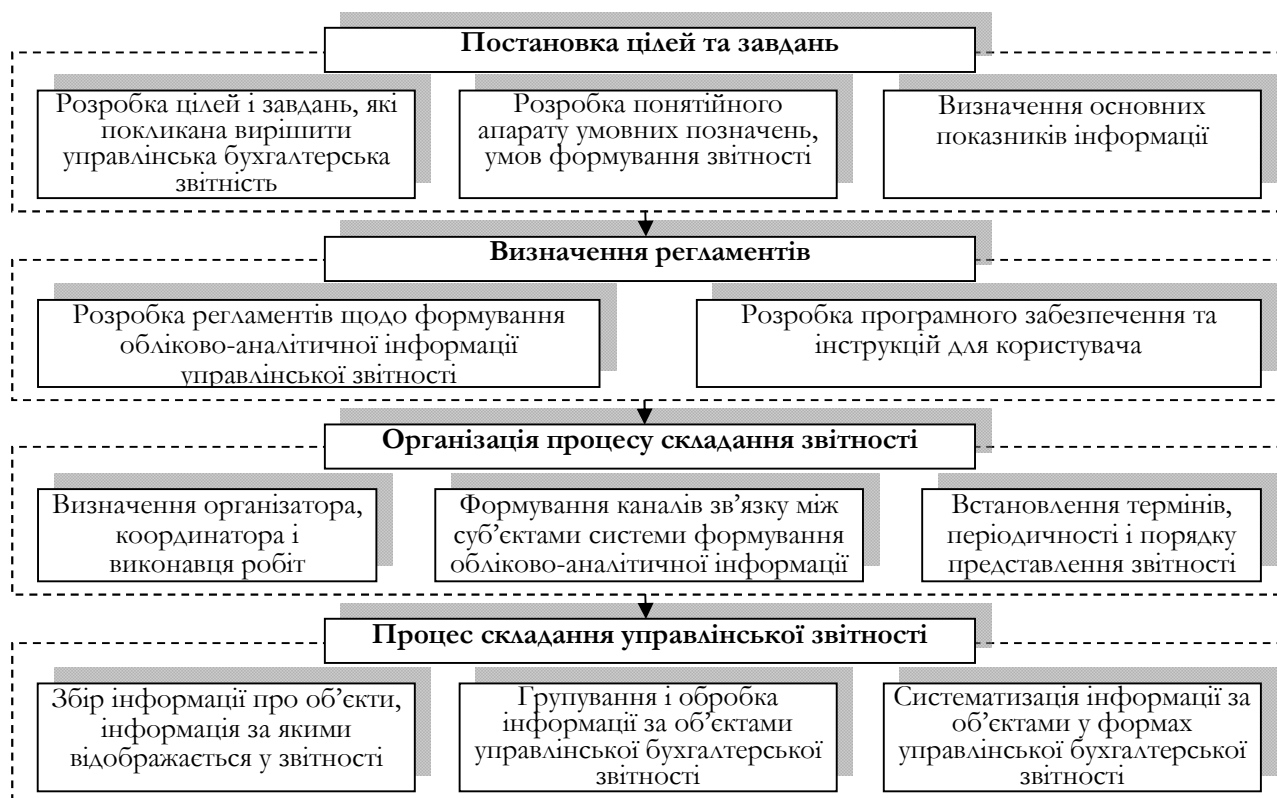 Постановка цілей та завдань
Розробка цілей і завдань, які
покликана вирішити
управлінська бухгалтерська
звітність
Розробка понятійного
апарату умовних позначень,
умов формування звітності
Визначення основних
показників інформації
Визначення регламентів
Розробка регламентів щодо формування
обліково-аналітичної інформації
управлінської звітності
Розробка програмного забезпечення та
інструкцій для користувача
Організація процесу складання звітності
Визначення організатора,
координатора і
виконавця робіт
Формування каналів зв’язку між
суб’єктами системи формування
обліково-аналітичної інформації
Встановлення термінів,
періодичності і порядку
представлення звітності
Процес складання управлінської звітності
Збір інформації про об’єкти,
інформація за якими
відображається у звітності
Групування і обробка
інформації за об’єктами
управлінської бухгалтерської
звітності
Систематизація інформації за
об’єктами у формах
управлінської бухгалтерської
звітності